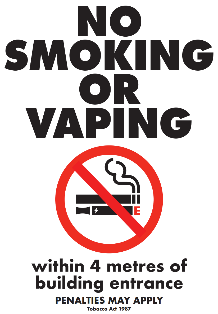 NO
SMOKING
OR
VAPING
E
within 4 metres of
building entrance
PENALTIES MAY APPLY
Tobacco Act 1987